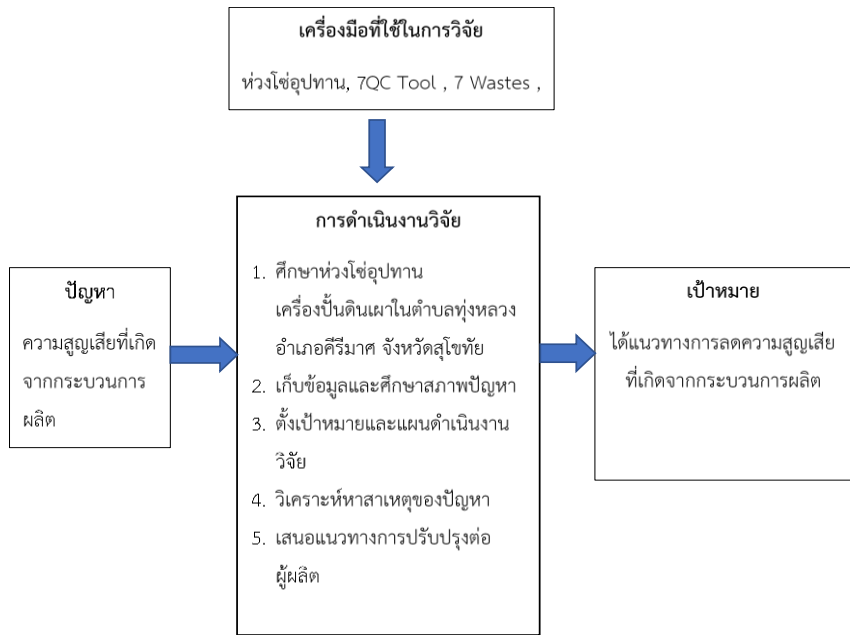 เครื่องมือที่ใช้ในการวิจัย
ห่วงโซ่อุปทาน, 7QC Tool , 7 Wastes ,
ปัญหา
ความสูญเสียที่เกิด
จากกระบวนการ
ผลิต
การดำเนินงานวิจัย
1. ศึกษาห่วงโซ่อุปทาน
เครื่องปั้นดินเผาในตำบลทุ่งหลวง
อำเภอคีรีมาศ จังหวัดสุโขทัย
2. เก็บข้อมูลและศึกษาสภาพปัญหา
3. ตั้งเป้าหมายและแผนดำเนินงาน
วิจัย
4. วิเคราะห์หาสาเหตุของปัญหา
5. เสนอแนวทางการปรับปรุงต่อ
ผู้ผลิต
เป้าหมาย
ได้แนวทางการลดความสูญเสีย
ที่เกิดจากกระบวนการผลิต